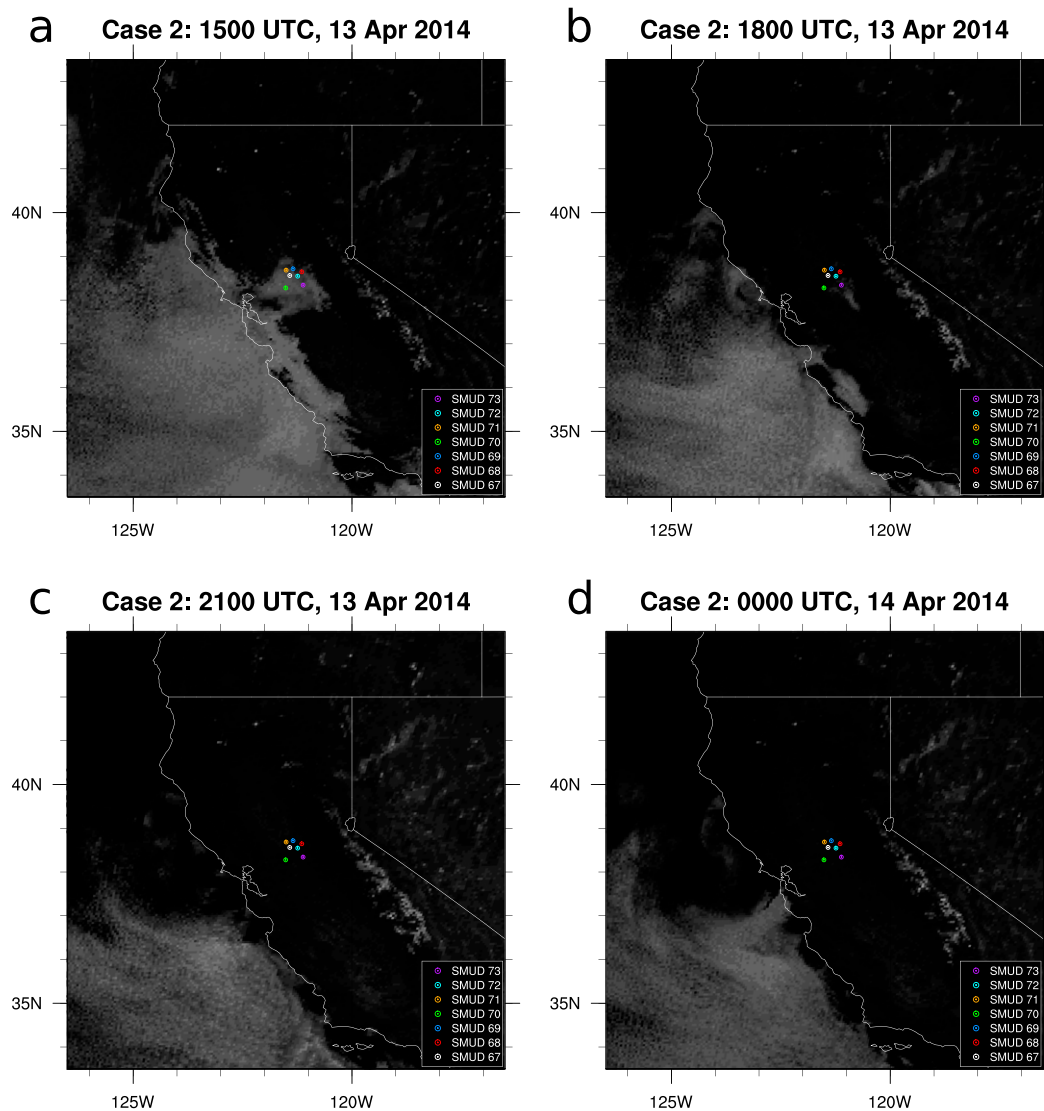 a
Case 2: 1500 UTC, 13 Apr 2014
40N
35N
125W
120W
SMUD 73
SMUD 72
SMUD 71
SMUD 70
SMUD 69
SMUD 68
SMUD 67
b
Case 2: 1800 UTC, 13 Apr 2014
40N
35N
125W
120W
SMUD 73
SMUD 72
SMUD 71
SMUD 70
SMUD 69
SMUD 68
SMUD 67
c
Case 2: 2100 UTC, 13 Apr 2014
40N
35N
125W
120W
SMUD 73
SMUD 72
SMUD 71
SMUD 70
SMUD 69
SMUD 68
SMUD 67
d
Case 2: 0000 UTC, 14 Apr 2014
40N
35N
125W
120W
SMUD 73
SMUD 72
SMUD 71
SMUD 70
SMUD 69
SMUD 68
SMUD 67